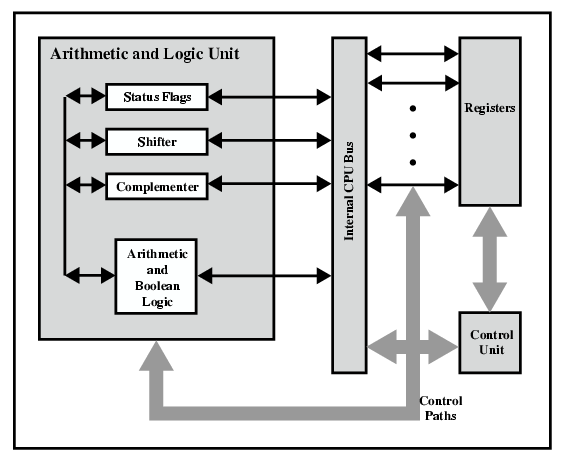 Arithmetic and Logic Unit
Status Flags
Shifter
Complementer
Arithmetic
and
Boolean
Logic
Internal CPU Bus
Registers
Control
Unit
Control
Paths